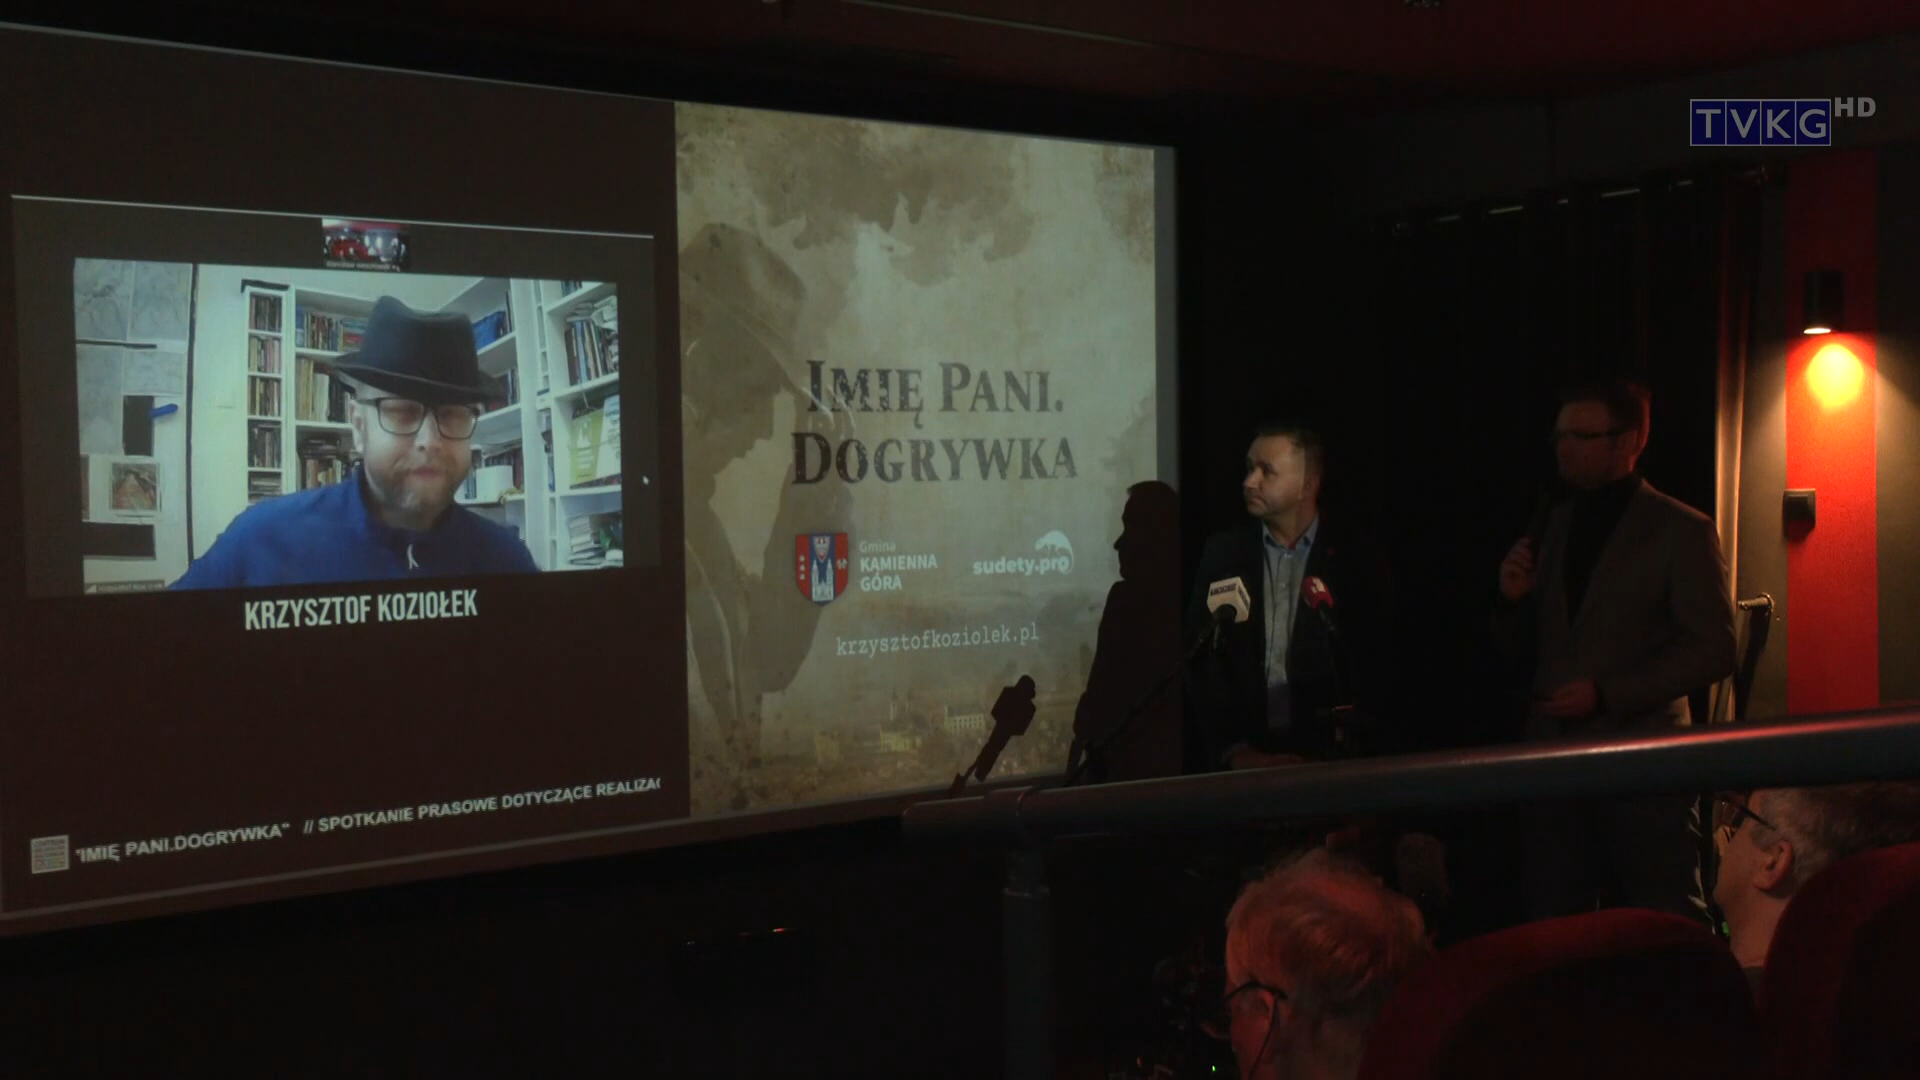 TVKG HD
IMIĘ PANI.
DOGRYWKA
Gmina
KAMIENNA
GÓRA
sudety.pro
krzysztofkoziolek.pl
KRZYSZTOF KOZIOŁEK
"IMIĘ PANI.DOGRYWKA" // SPOTKANIE PRASOWE DOTYCZĄCE REALIZAC